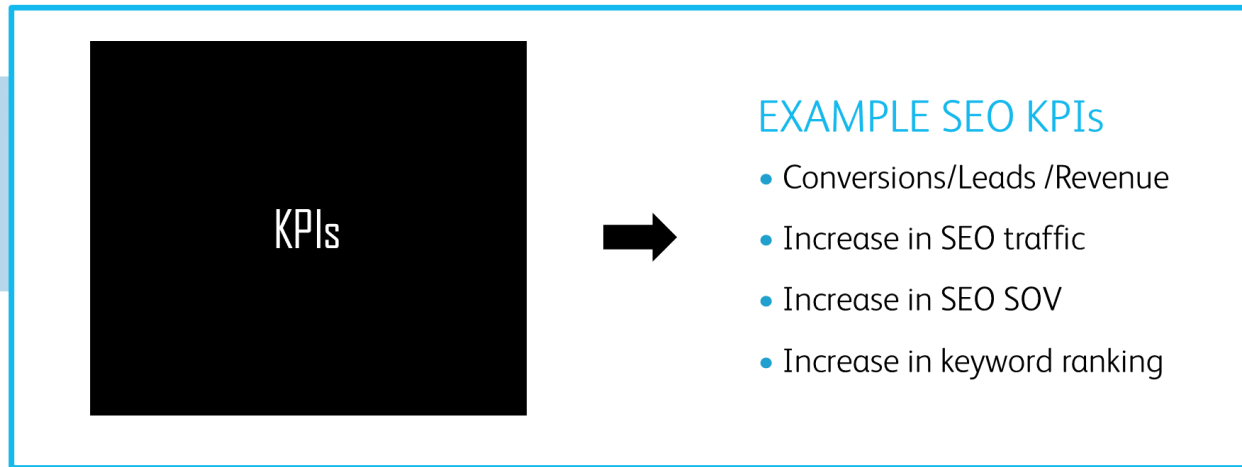 KPIs
EXAMPLE SEO KPIs
• Conversions/Leads /Revenue
• Increase in SEO traffic
• Increase in SEO SOV
• Increase in keyword ranking